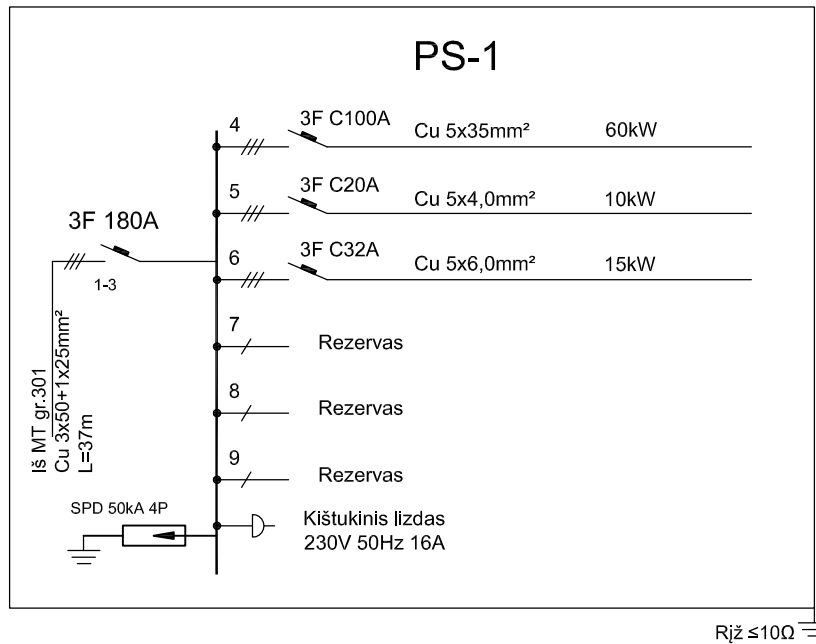 PS-1
4
3F C100A
Cu 5x35mm²
60kW
5
3F C20A
Cu 5x4,0mm²
10kW
3F 180A
1-3
6
3F C32A
Cu 5x6,0mm²
15kW
7
Rezervas
8
Rezervas
9
Rezervas
Iš MT gr.301
Cu 3x50+1x25mm²
L=37m
SPD 50kA 4P
Kištukinis lizdas
230V 50Hz 16A
Rįž ≤10Ω